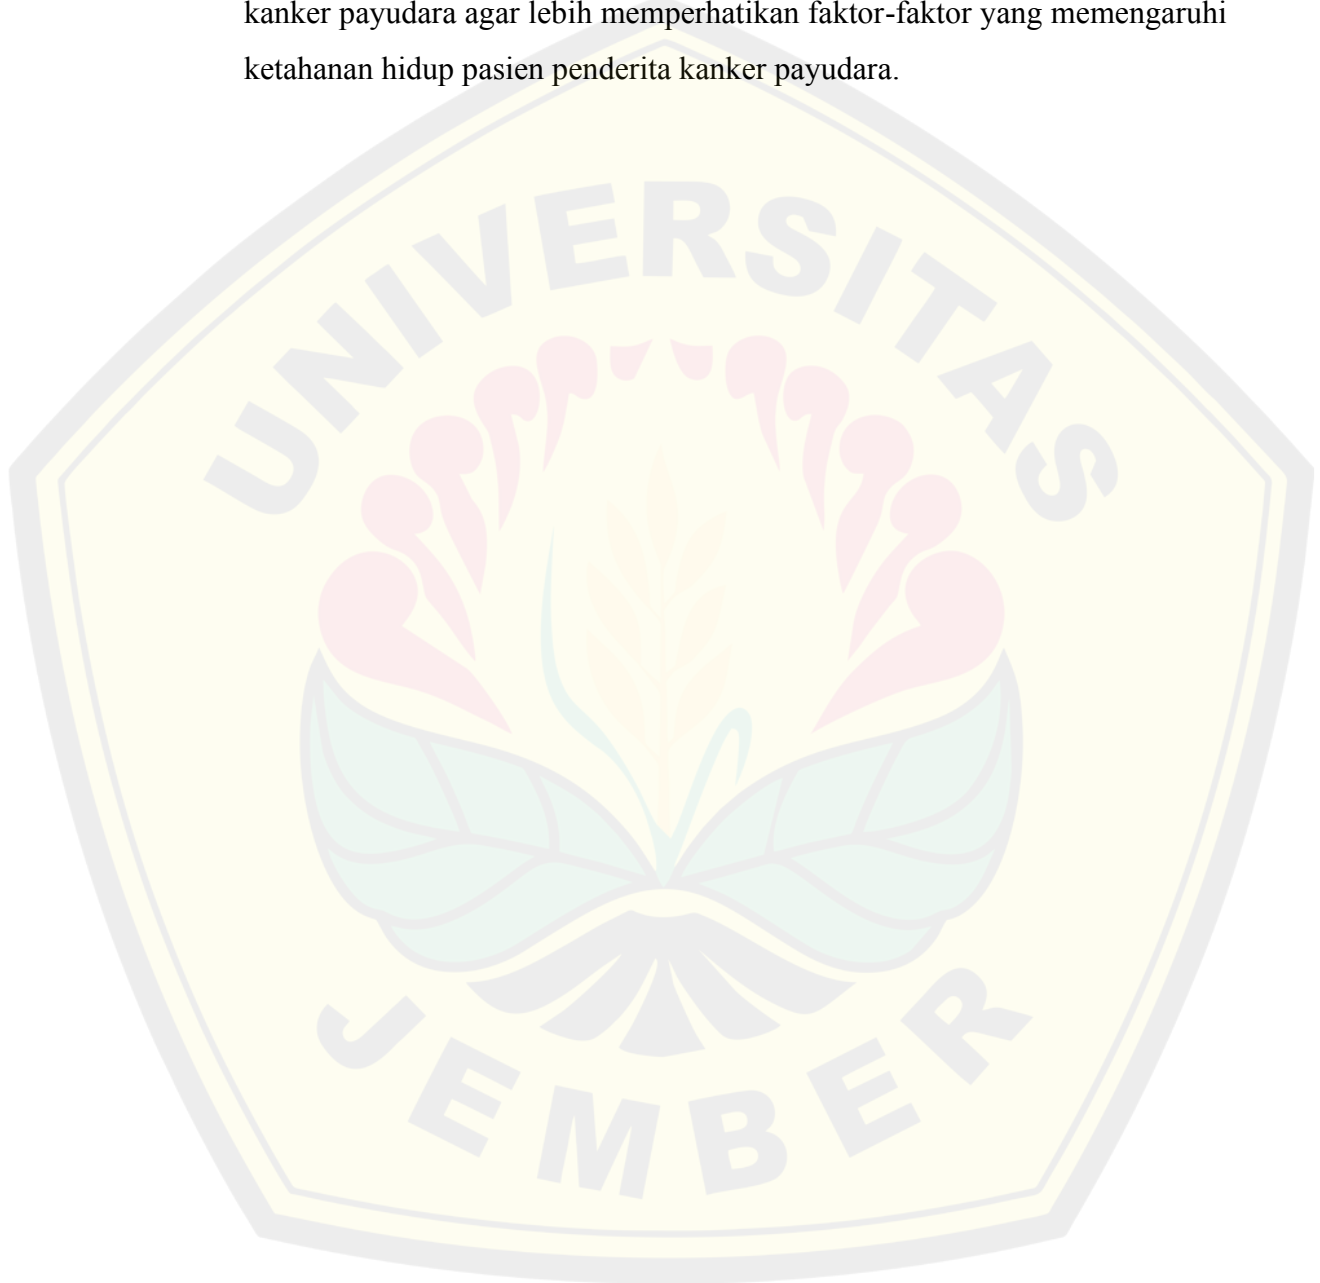 kanker payudara agar lebih memperhatikan faktor-faktor yang memengaruhi
ketahanan hidup pasien penderita kanker payudara.
UNIVERSITAS
JEMBER